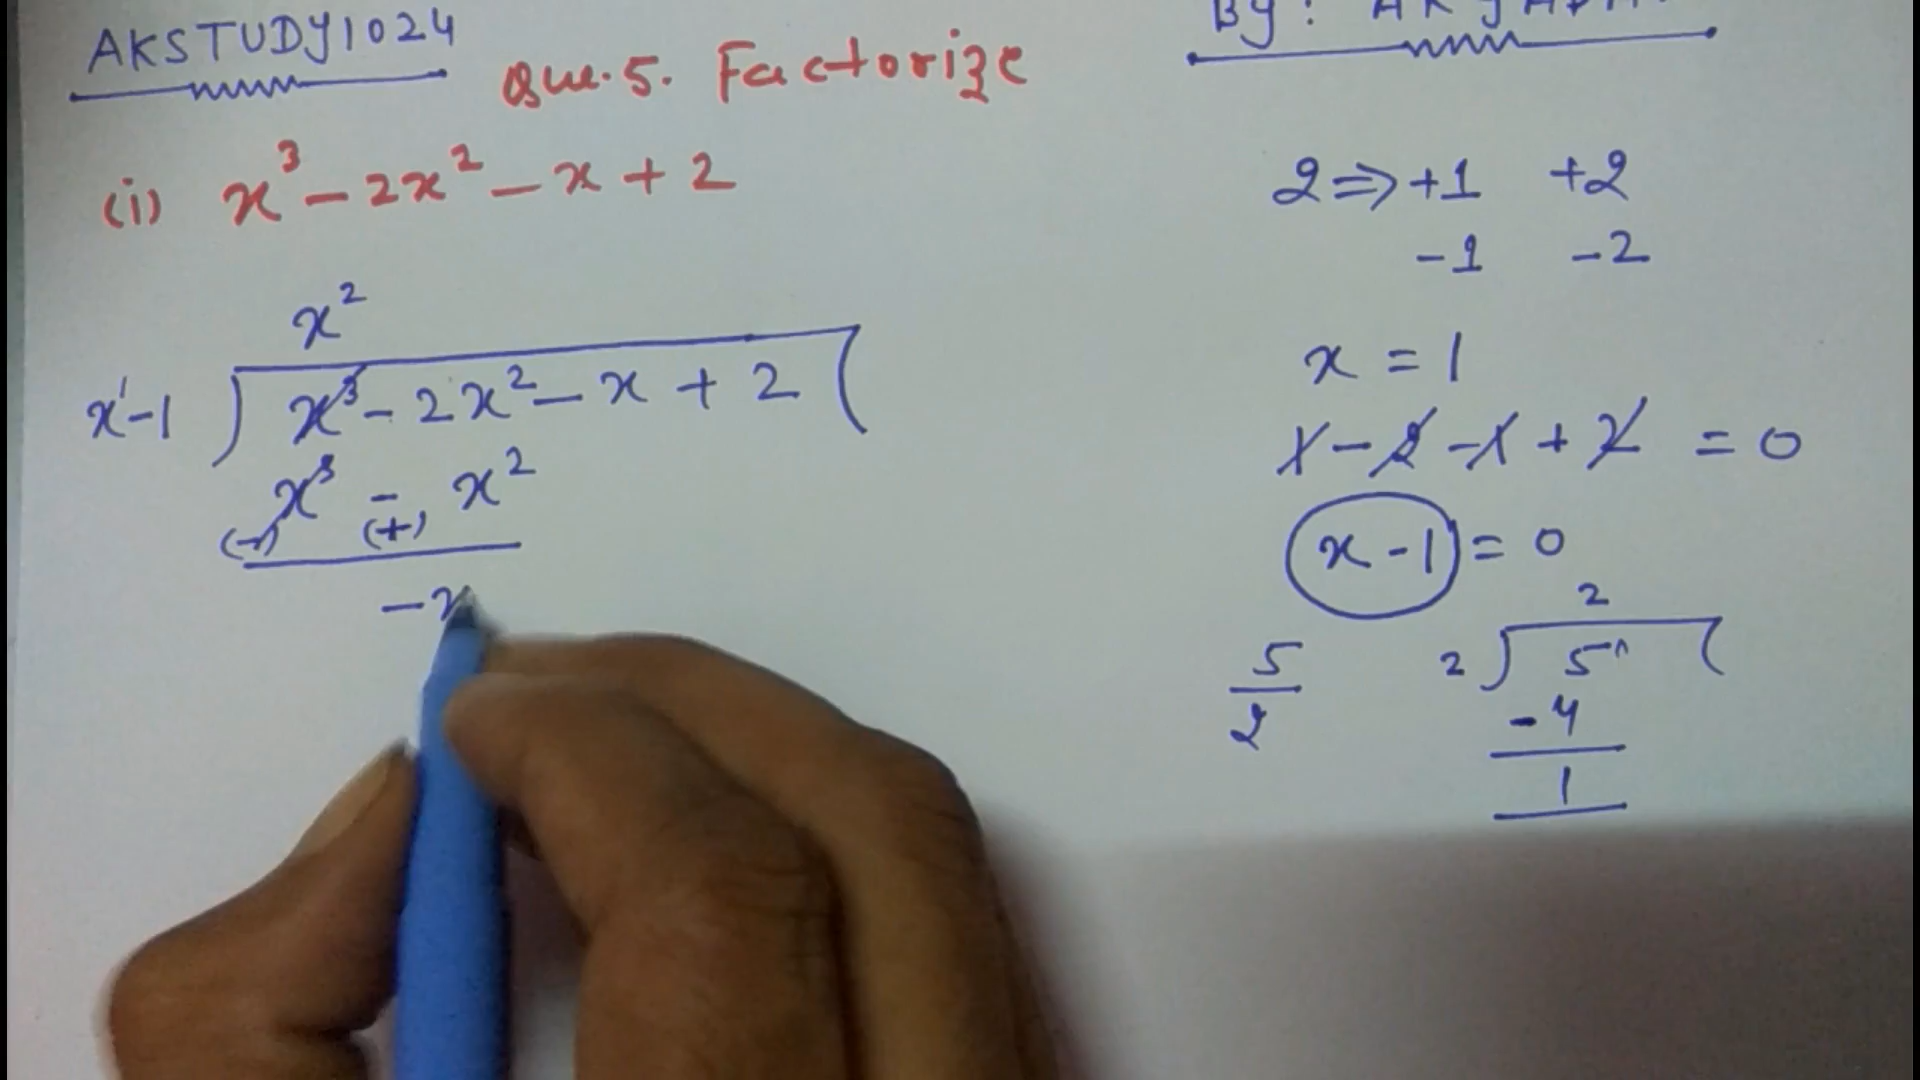 AKSTUDY1024
By:
Que.5. Factorize
(i) x³ - 2x² - x + 2
x²
x¹-1 ) x³ - 2x² - x + 2 (
x³ - x²
(-) (+)
-x
2 ⇒ +1 +2
-1 -2
x = 1
1 - 2 - 1 + 2 = 0
x - 1 = 0
5/2
2
2 ) 5 (
- 4
1